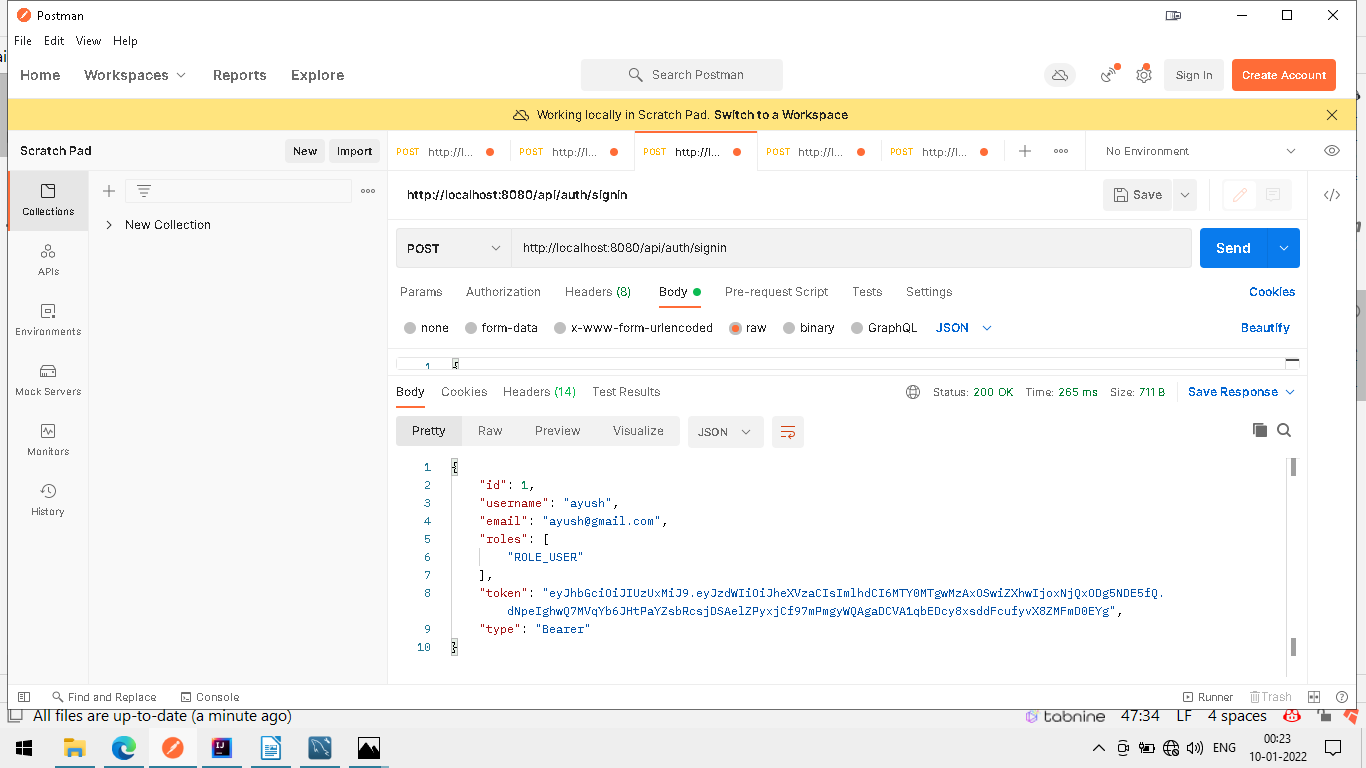 Postman
File Edit View Help
Home Workspaces Reports Explore Search Postman Sign In Create Account
Working locally in Scratch Pad. Switch to a Workspace
Scratch Pad New Import POST http://l... POST http://l... POST http://l... POST http://l... POST http://l... No Environment
Collections
APIs
Environments
Mock Servers
Monitors
History
New Collection
http://localhost:8080/api/auth/signin Save
POST http://localhost:8080/api/auth/signin Send
Params Authorization Headers (8) Body Pre-request Script Tests Settings Cookies
none form-data x-www-form-urlencoded raw binary GraphQL JSON Beautify
1 {
Body Cookies Headers (14) Test Results Status: 200 OK Time: 265 ms Size: 711 B Save Response
Pretty Raw Preview Visualize JSON
1 {
2 "id": 1,
3 "username": "ayush",
4 "email": "ayush@gmail.com",
5 "roles": [
6 "ROLE_USER"
7 ],
8 "token": "eyJhbGciOiJIUzUxMiJ9.eyJzdWIiOiJheXVzaCIsImlhdCI6MTY0MTgwMzAxOSwiZXhwIjoxNjQxODg5NDE5fQ.
dNpeIghwQ7MVqYb6JHtPaYZsbRcsjDSAelZPyxjCf97mPmgyWQAgaDCVA1qbEDcy8xsddFcufyvX8ZMFmD0EYg",
9 "type": "Bearer"
10 }
Find and Replace Console Runner Trash
All files are up-to-date (a minute ago) tabnine 47:34 LF 4 spaces
ENG 00:23
10-01-2022